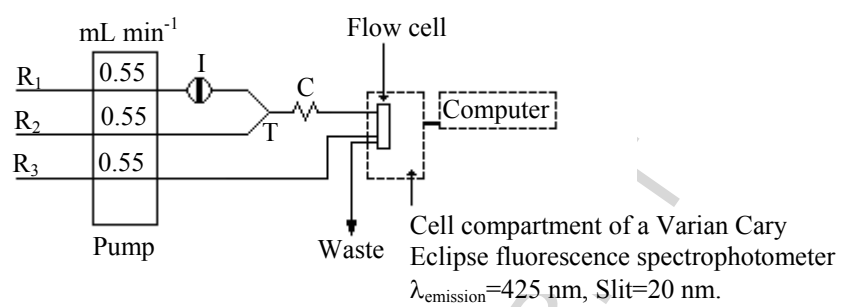 mL min-1
Flow cell
R1
0.55
I
C
Computer
R2
0.55
T
R3
0.55
Pump
Waste
Cell compartment of a Varian Cary
Eclipse fluorescence spectrophotometer
λemission=425 nm, Slit=20 nm.